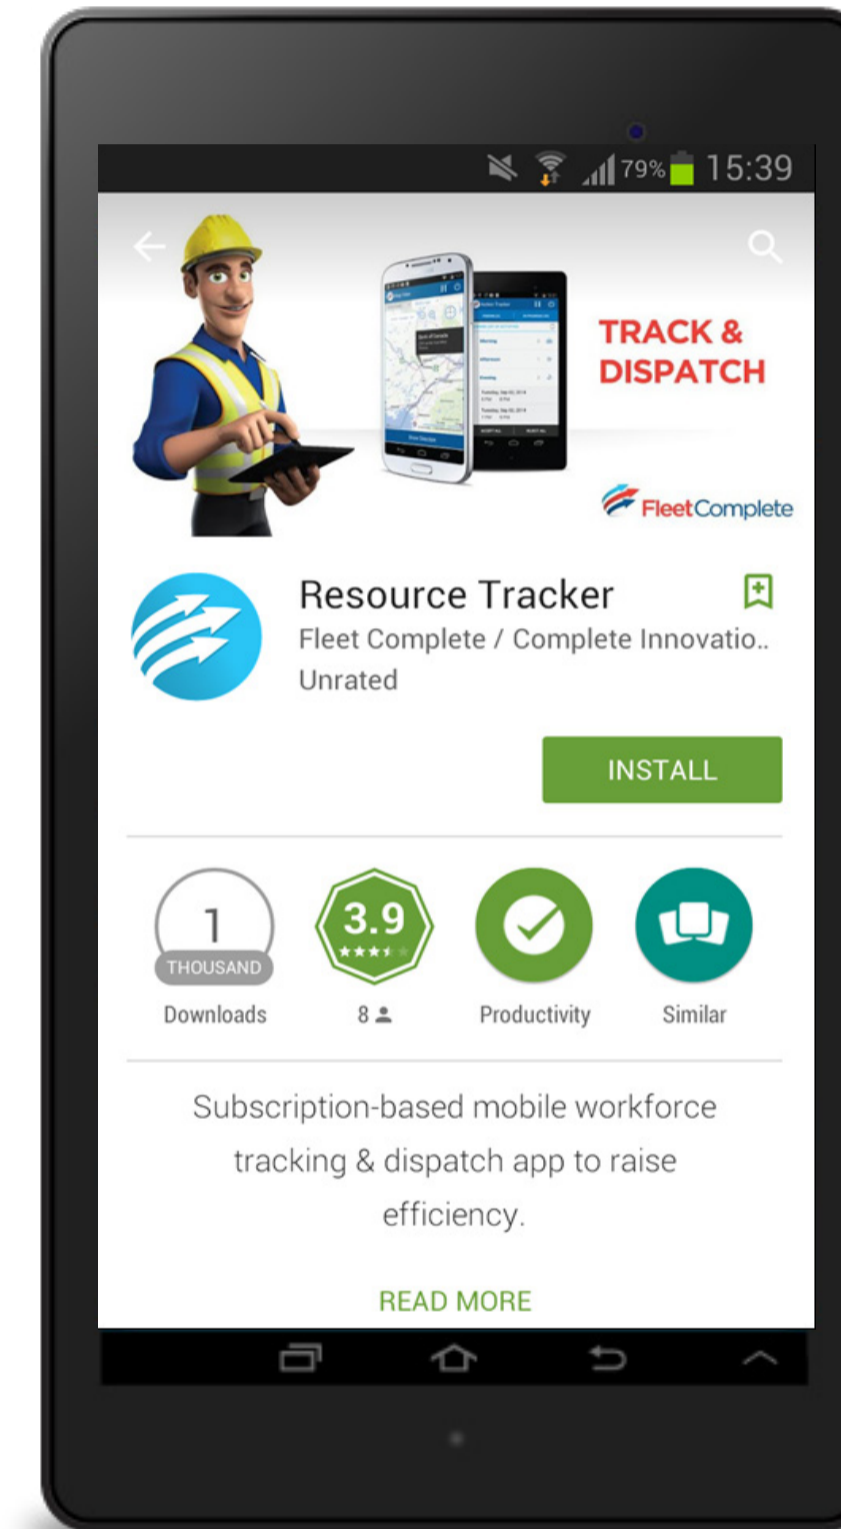 79% 15:39
TRACK &
DISPATCH
FleetComplete
Resource Tracker
Fleet Complete / Complete Innovatio..
Unrated
INSTALL
1
THOUSAND
Downloads
3.9
8
Productivity
Similar
Subscription-based mobile workforce
tracking & dispatch app to raise
efficiency.
READ MORE